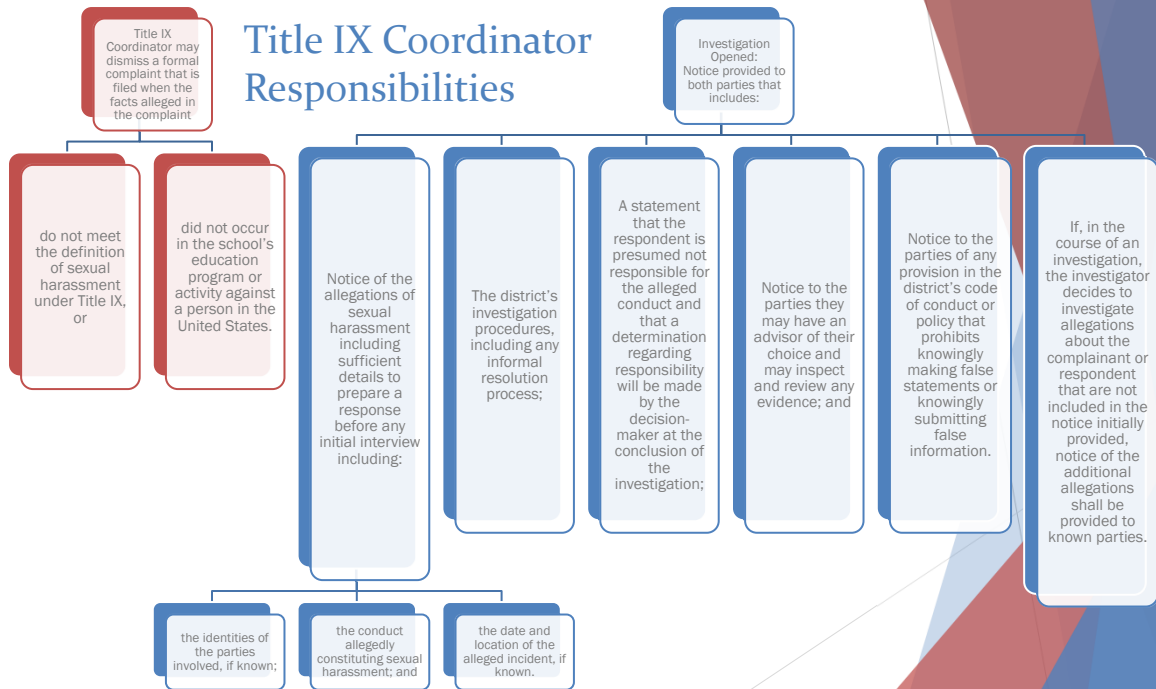 Title IX Coordinator
Responsibilities
Title IX
Coordinator may
dismiss a formal
complaint that is
filed when the
facts alleged in
the complaint
do not meet
the definition
of sexual
harassment
under Title IX,
or
did not occur
in the school's
education
program or
activity against
a person in the
United States.
Investigation
Opened:
Notice provided to
both parties that
includes:
Notice of the
allegations of
sexual
harassment
including
sufficient
details to
prepare a
response
before any
initial interview
including:
the identities of
the parties
involved, if known;
the conduct
allegedly
constituting sexual
harassment; and
the date and
location of the
alleged incident, if
known.
The district's
investigation
procedures,
including any
informal
resolution
process;
A statement
that the
respondent is
presumed not
responsible for
the alleged
conduct and
that a
determination
regarding
responsibility
will be made
by the
decision-
maker at the
conclusion of
the
investigation;
Notice to the
parties they
may have an
advisor of their
choice and
may inspect
and review any
evidence; and
Notice to the
parties of any
provision in the
district's code
of conduct or
policy that
prohibits
knowingly
making false
statements or
knowingly
submitting
false
information.
If, in the
course of an
investigation,
the investigator
decides to
investigate
allegations
about the
complainant or
respondent
that are not
included in the
notice initially
provided,
notice of the
additional
allegations
shall be
provided to
known parties.